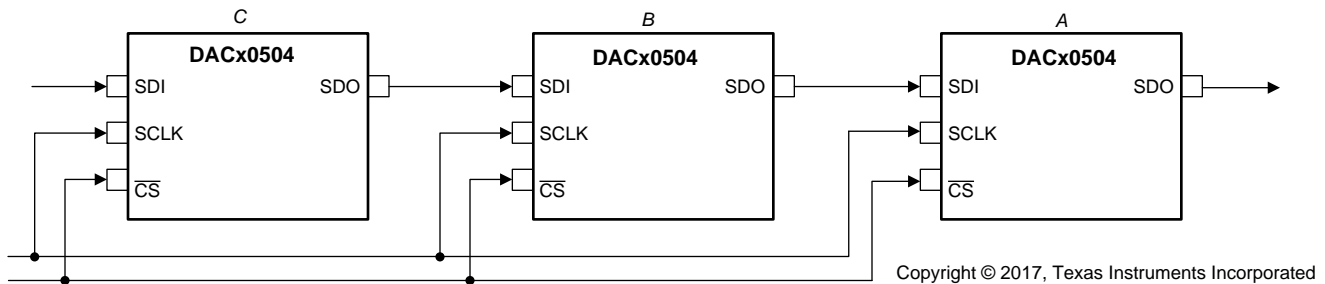 C
B
A
DACx0504
DACx0504
DACx0504
SDI
SDO
SDI
SDO
SDI
SDO
SCLK
SCLK
SCLK
CS
CS
CS
Copyright © 2017, Texas Instruments Incorporated